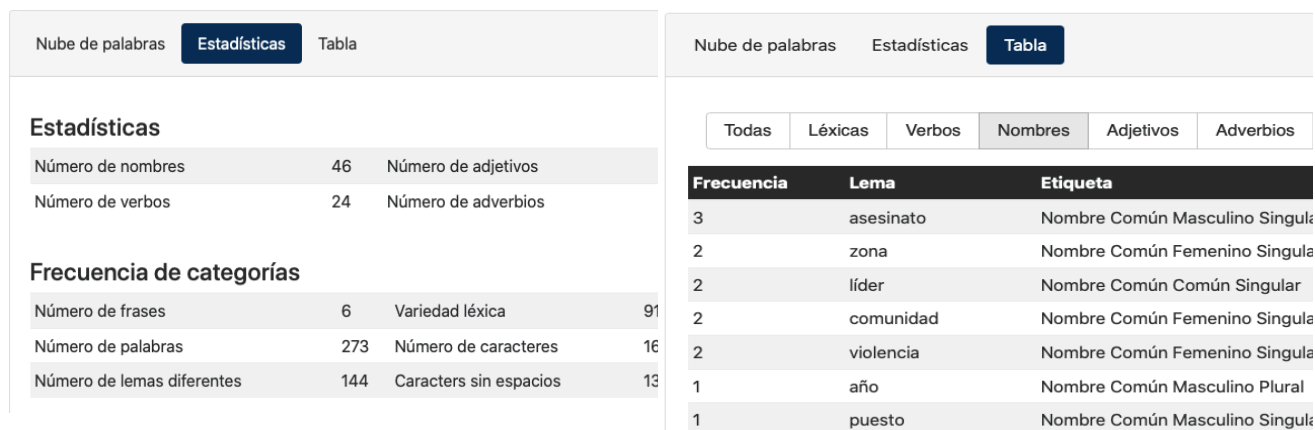 Nube de palabras Estadísticas Tabla
Estadísticas
Número de nombres 46 Número de adjetivos
Número de verbos 24 Número de adverbios
Frecuencia de categorías
Número de frases 6 Variedad léxica 91
Número de palabras 273 Número de caracteres 16
Número de lemas diferentes 144 Caracters sin espacios 13
Nube de palabras Estadísticas Tabla
Todas Léxicas Verbos Nombres Adjetivos Adverbios
Frecuencia Lema Etiqueta
3 asesinato Nombre Común Masculino Singula
2 zona Nombre Común Femenino Singula
2 líder Nombre Común Común Singular
2 comunidad Nombre Común Femenino Singula
2 violencia Nombre Común Femenino Singula
1 año Nombre Común Masculino Plural
1 puesto Nombre Común Masculino Singula